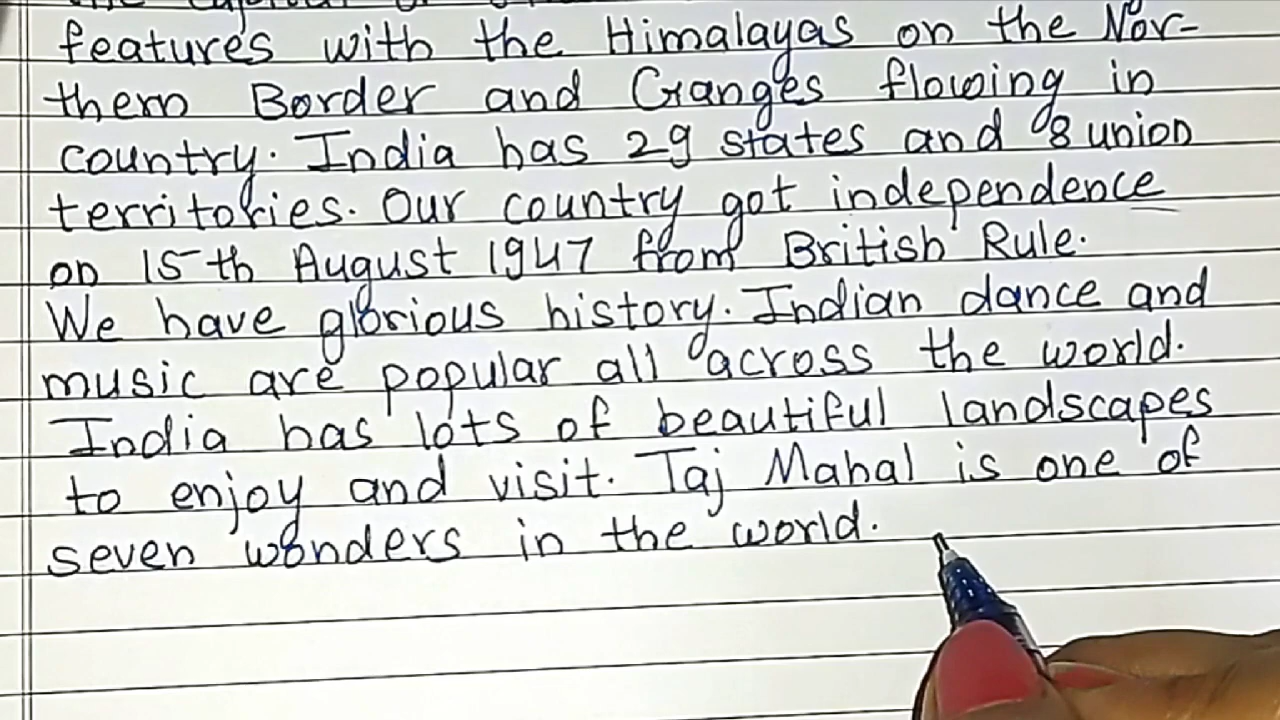 features with the Himalayas on the Nor-
thern Border and Ganges flowing in
country. India has 29 states and 8 union
territories. Our country got independence
on 15th August 1947 from British Rule.
We have glorious history. Indian dance and
music are popular all across the world.
India has lots of beautiful landscapes
to enjoy and visit. Taj Mahal is one of
seven wonders in the world.